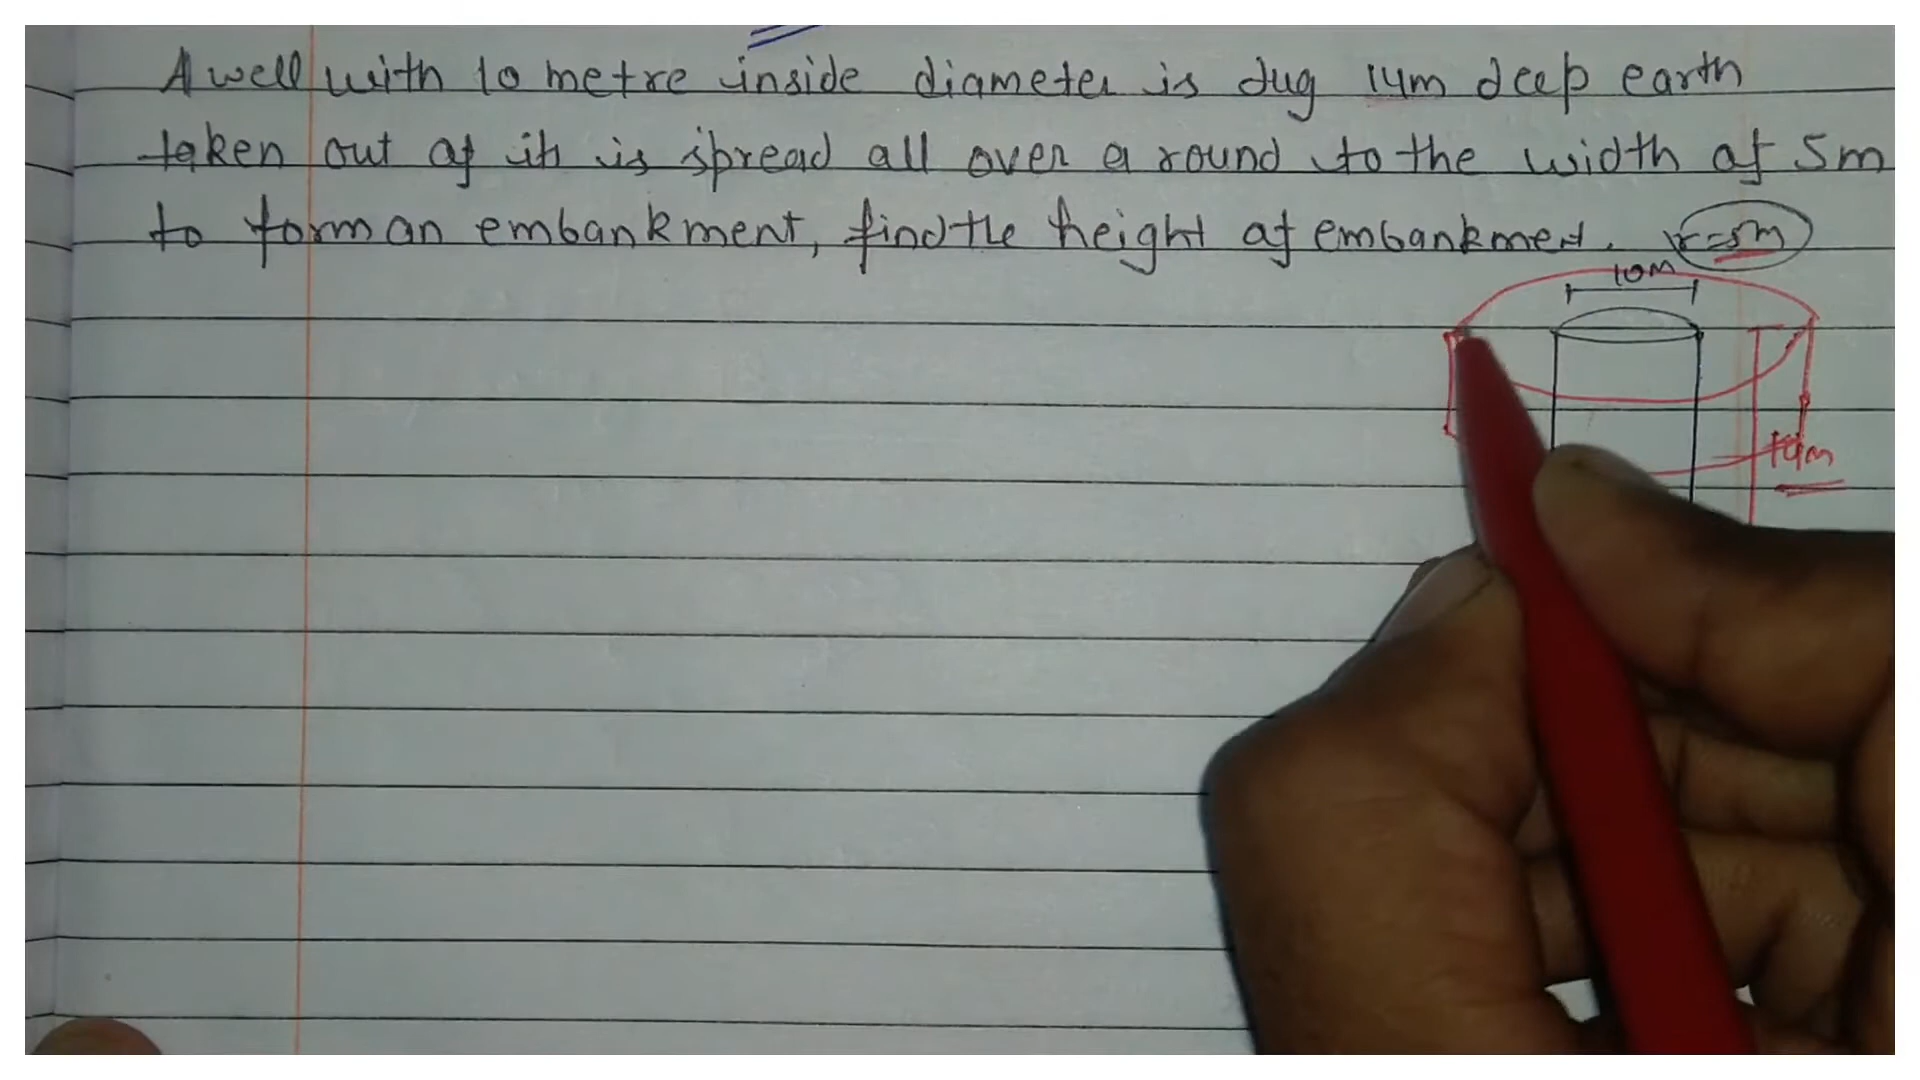 A well with 10 metre inside diameter is dug 14m deep earth
taken out of it is spread all over a round to the width of 5m
to form an embankment, find the height of embankment. r=5m
10m
14m